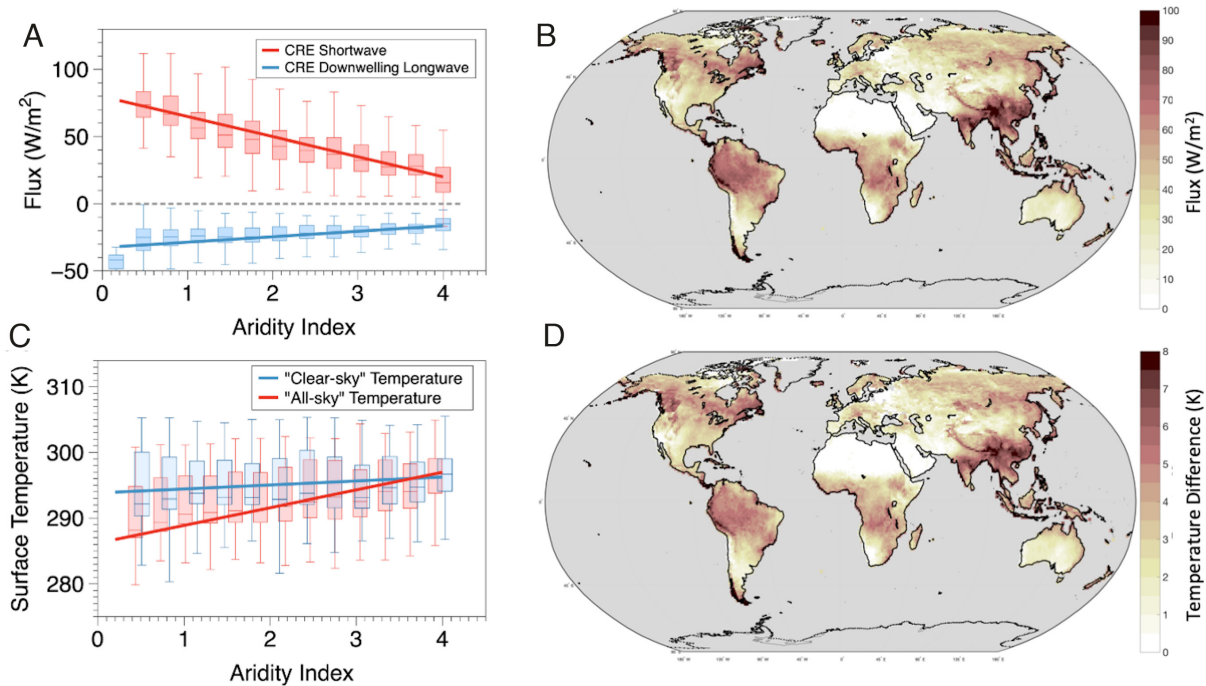 A
CRE Shortwave
CRE Downwelling Longwave
100
50
0
−50
Flux (W/m²)
0
1
2
3
4
Aridity Index
B
100
90
80
70
60
50
40
30
20
10
0
Flux (W/m²)
C
"Clear-sky" Temperature
"All-sky" Temperature
310
300
290
280
Surface Temperature (K)
0
1
2
3
4
Aridity Index
D
8
7
6
5
4
3
2
1
0
Temperature Difference (K)